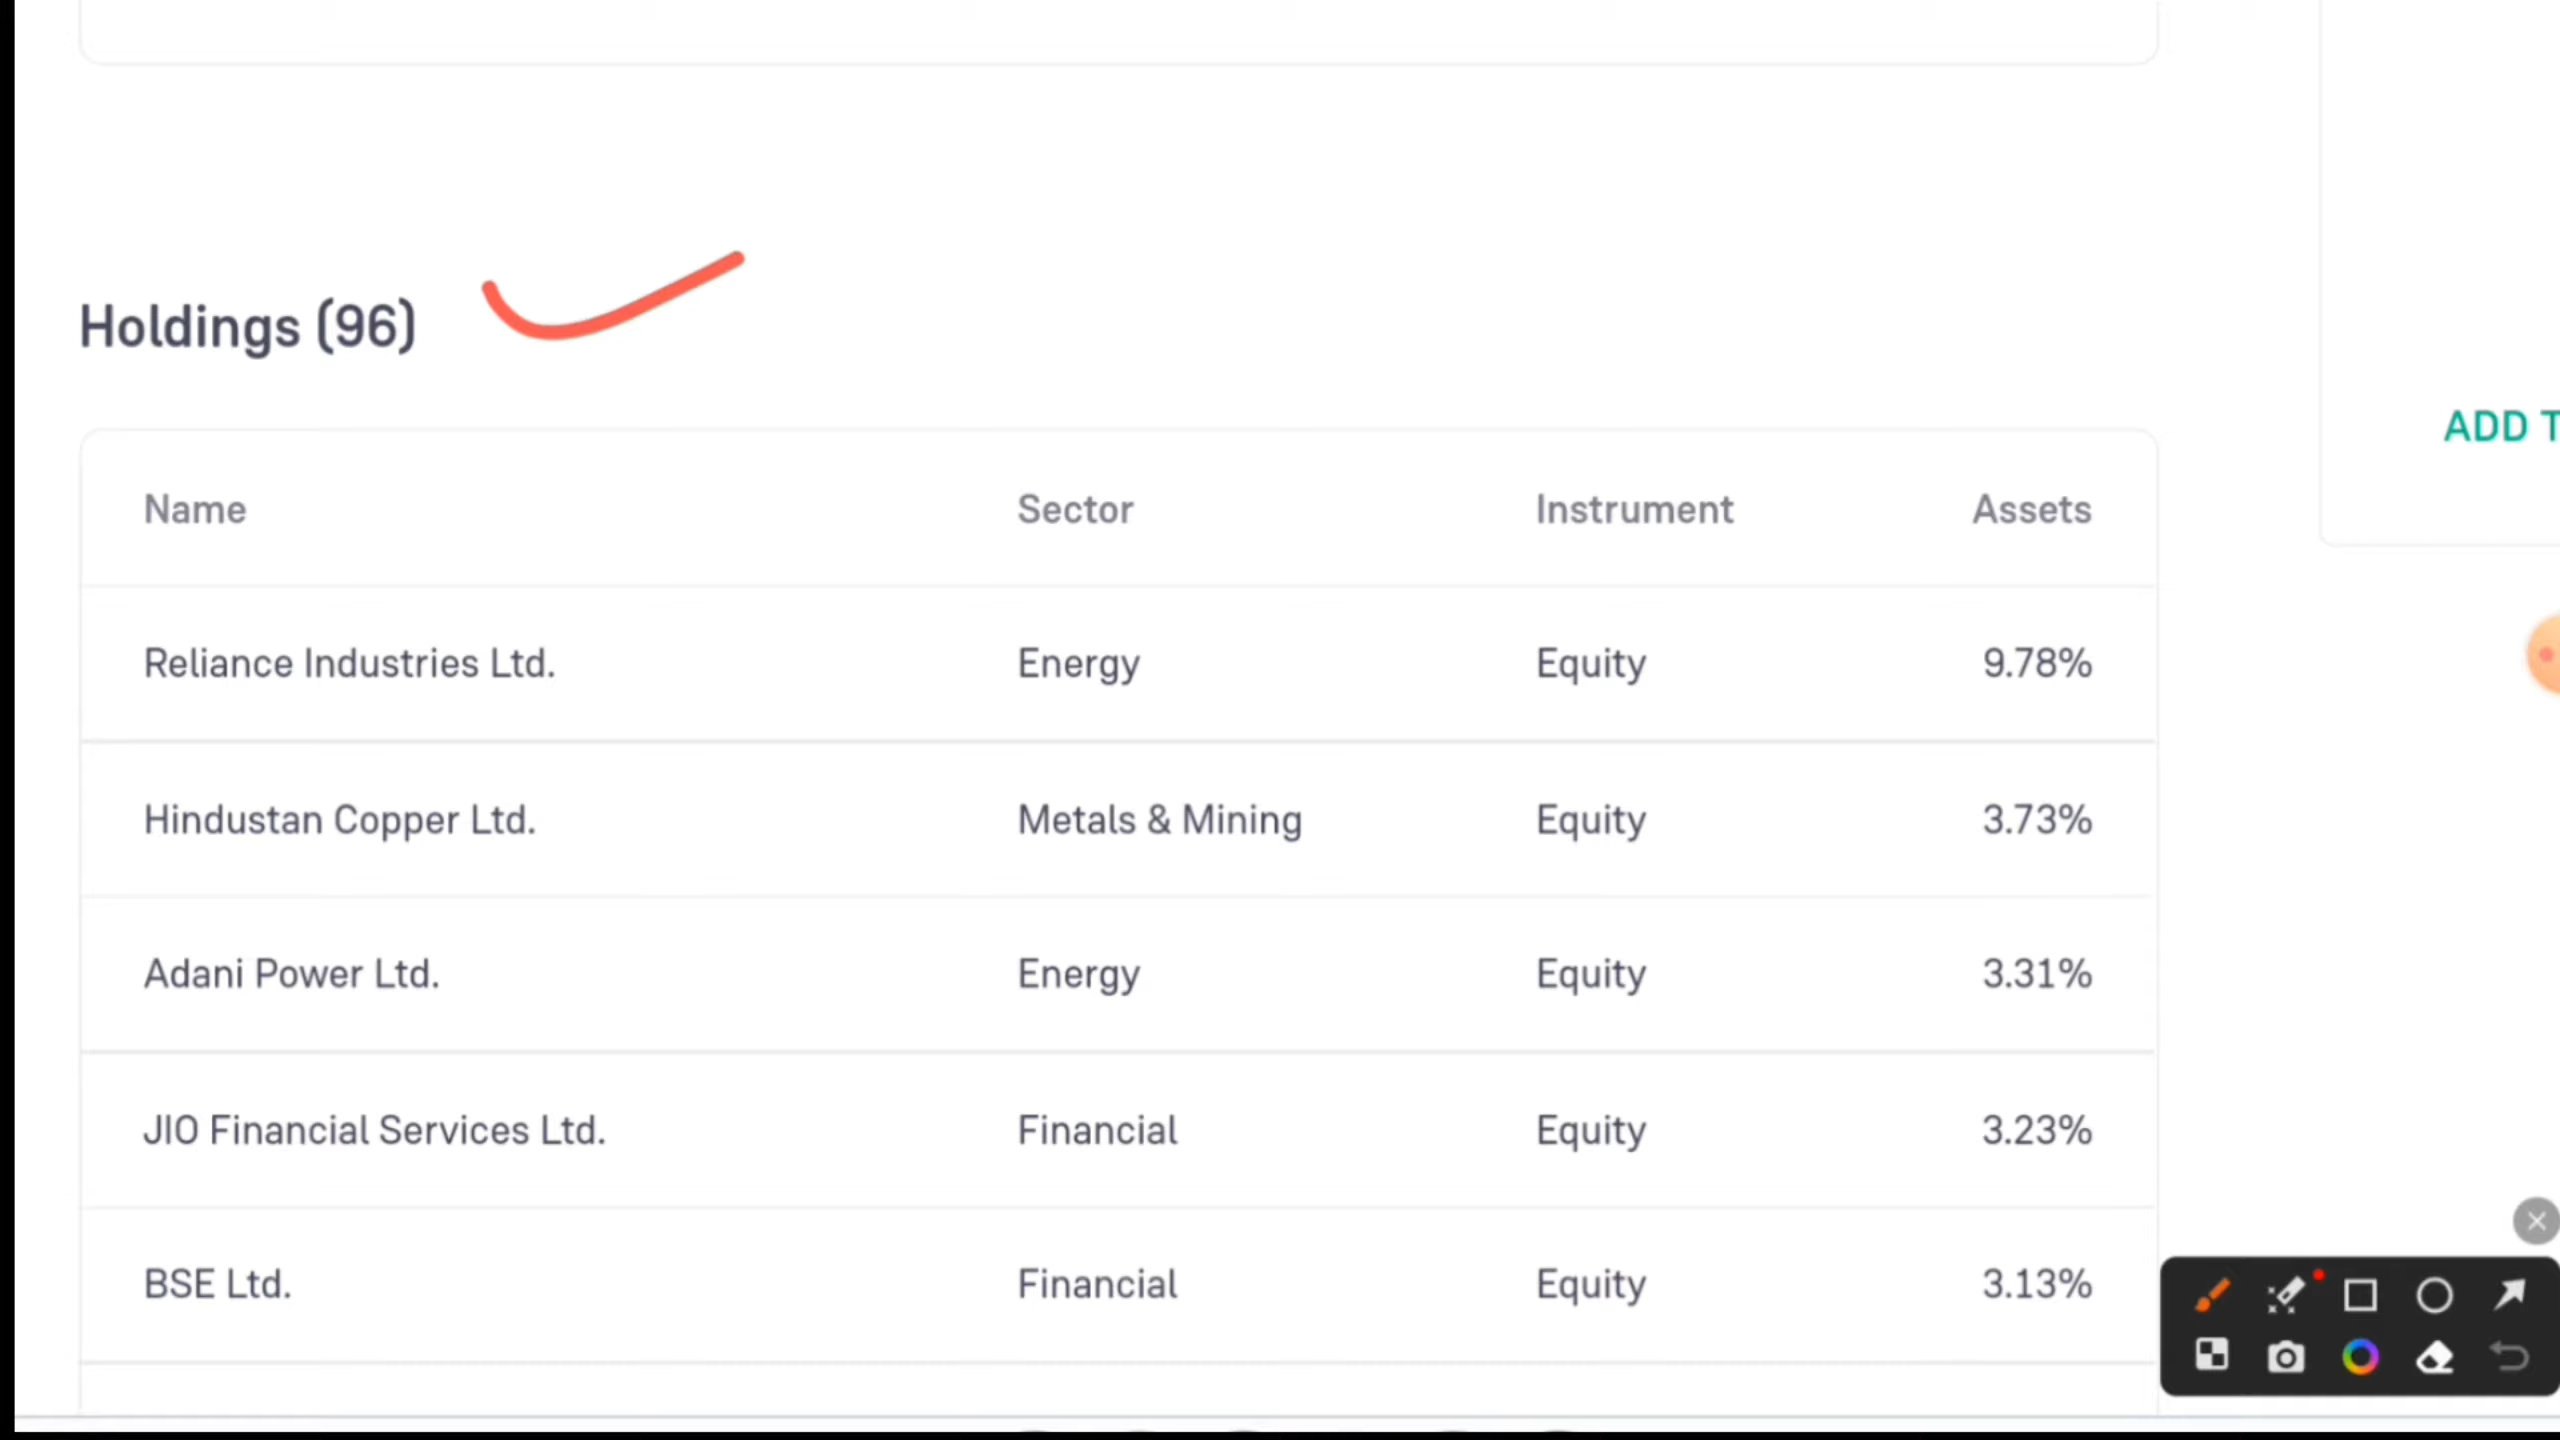 Holdings (96)
ADD T
Name Sector Instrument Assets
Reliance Industries Ltd. Energy Equity 9.78%
Hindustan Copper Ltd. Metals & Mining Equity 3.73%
Adani Power Ltd. Energy Equity 3.31%
JIO Financial Services Ltd. Financial Equity 3.23%
BSE Ltd. Financial Equity 3.13%